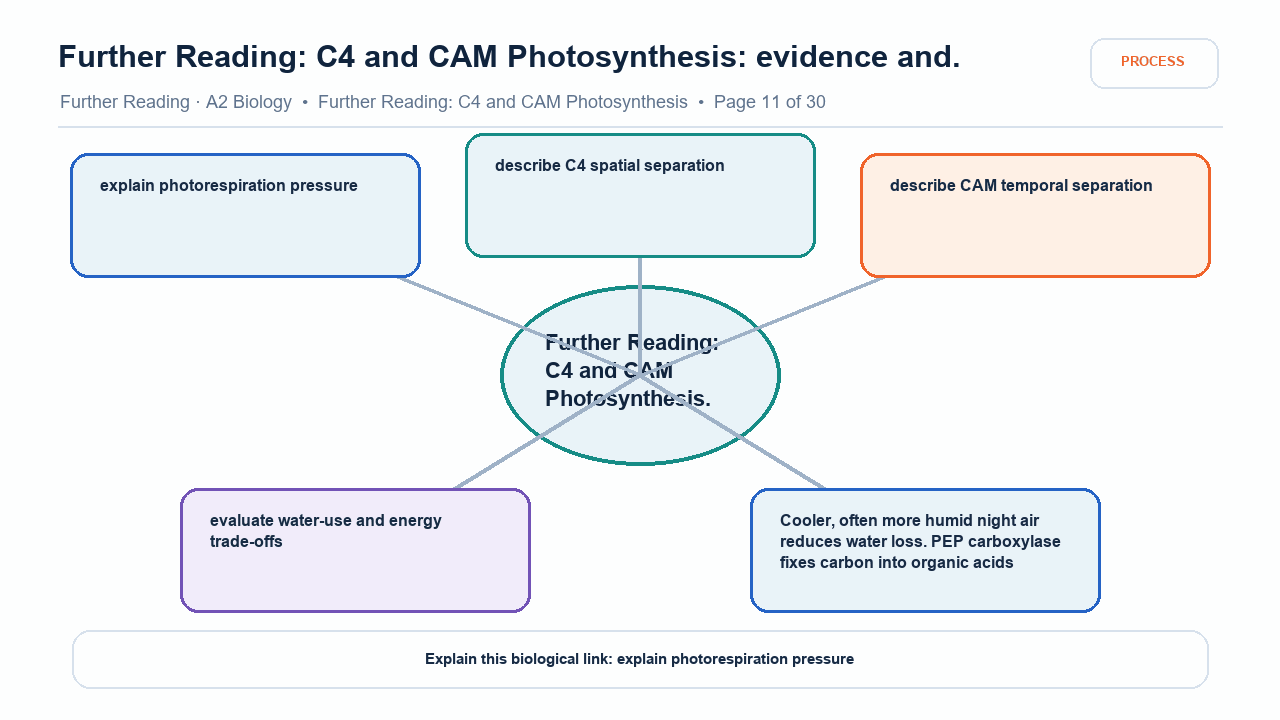 Further Reading: C4 and CAM Photosynthesis: evidence and.
PROCESS
Further Reading · A2 Biology • Further Reading: C4 and CAM Photosynthesis • Page 11 of 30
explain photorespiration pressure
describe C4 spatial separation
describe CAM temporal separation
Further Reading:
C4 and CAM
Photosynthesis.
evaluate water-use and energy
trade-offs
Cooler, often more humid night air
reduces water loss. PEP carboxylase
fixes carbon into organic acids
Explain this biological link: explain photorespiration pressure